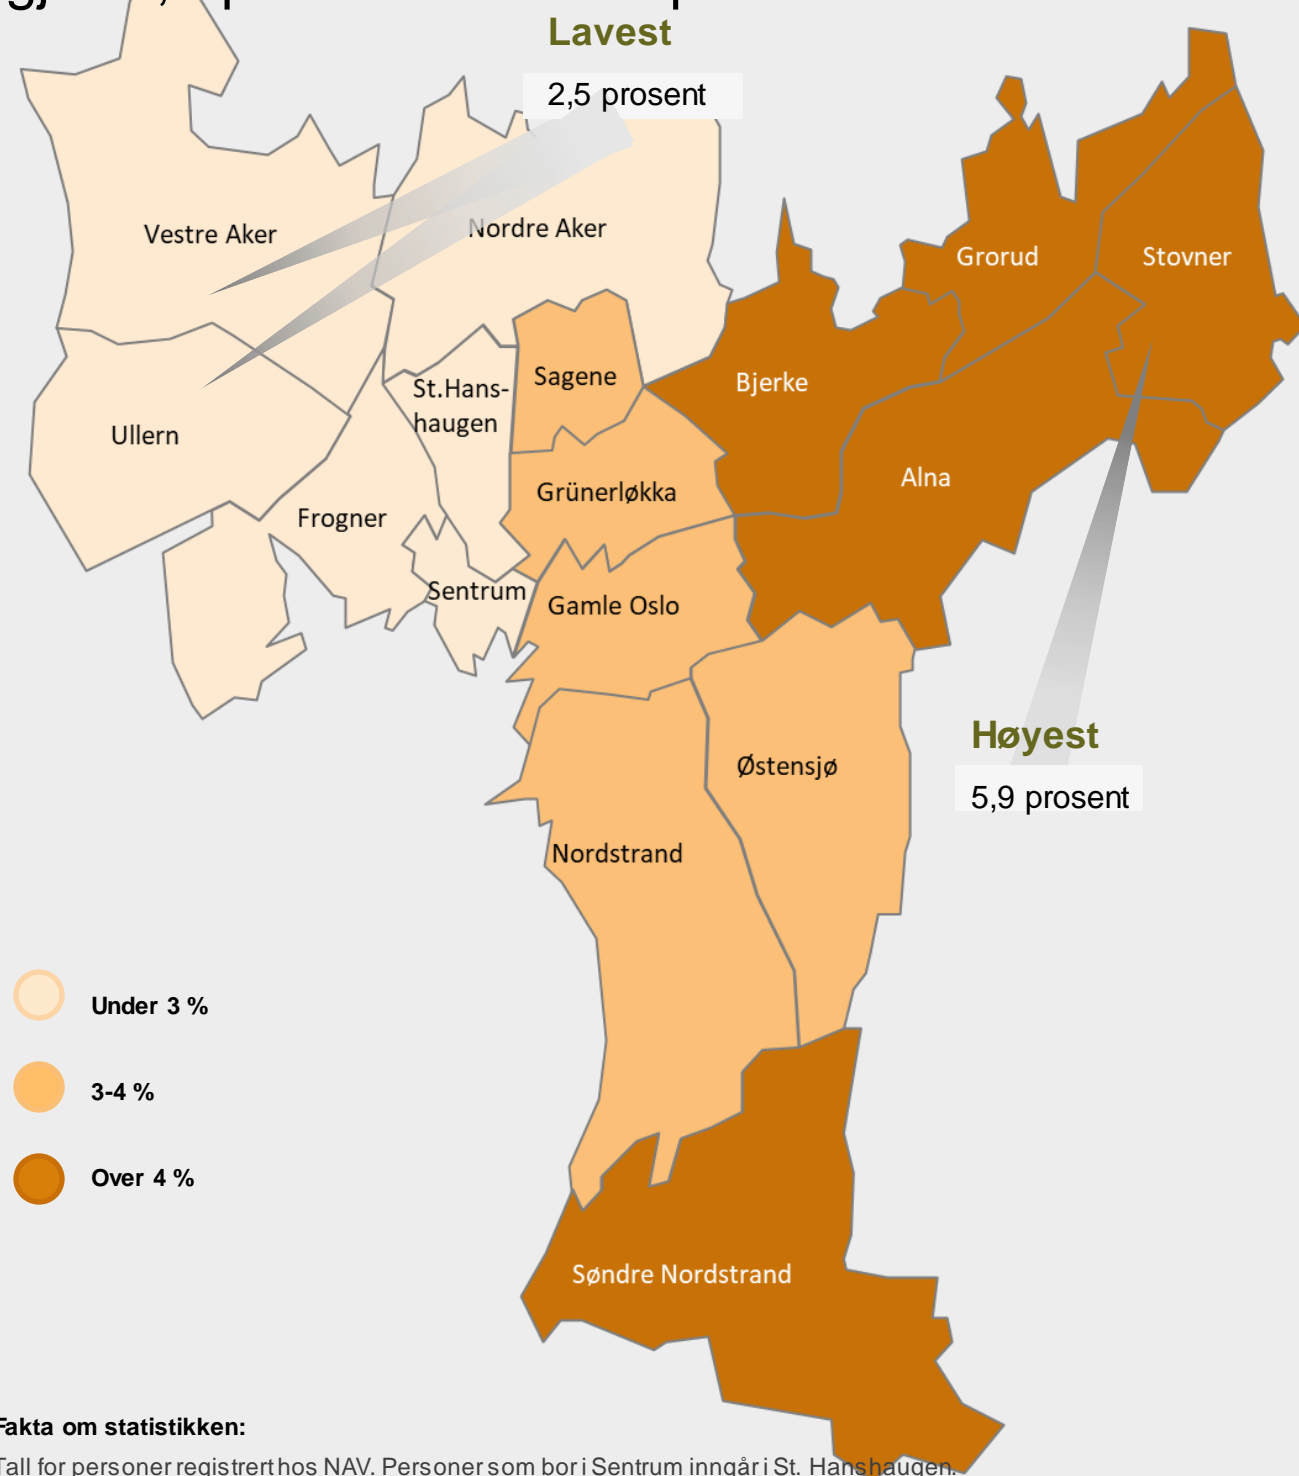 Lavest
2,5 prosent
Vestre Aker
Nordre Aker
Grorud
Stovner
St.Hans-
haugen
Sagene
Bjerke
Ullern
Grünerløkka
Alna
Frogner
Sentrum
Gamle Oslo
Høyest
5,9 prosent
Østensjø
Nordstrand
Under 3 %
3-4 %
Over 4 %
Søndre Nordstrand
Fakta om statistikken:
Tall for personer registrert hos NAV. Personer som bor i Sentrum inngår i St. Hanshaugen.